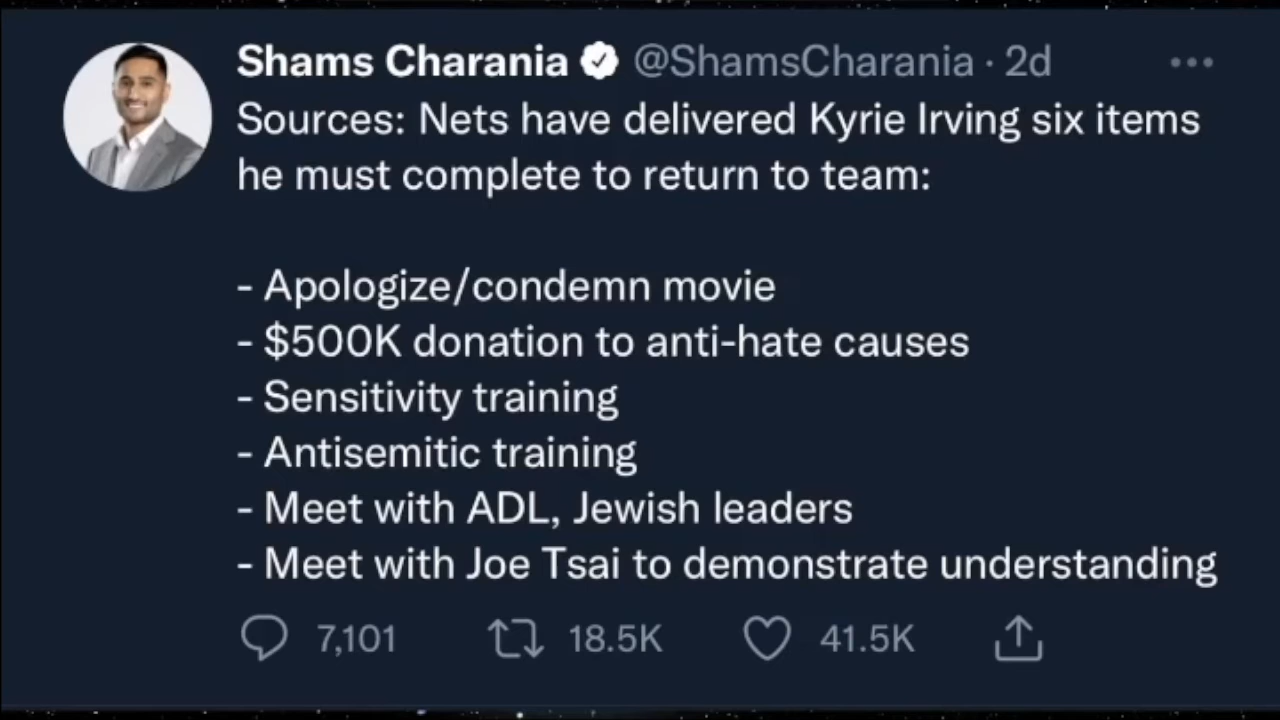 Shams Charania @ShamsCharania · 2d
Sources: Nets have delivered Kyrie Irving six items
he must complete to return to team:
- Apologize/condemn movie
- $500K donation to anti-hate causes
- Sensitivity training
- Antisemitic training
- Meet with ADL, Jewish leaders
- Meet with Joe Tsai to demonstrate understanding
7,101 18.5K 41.5K